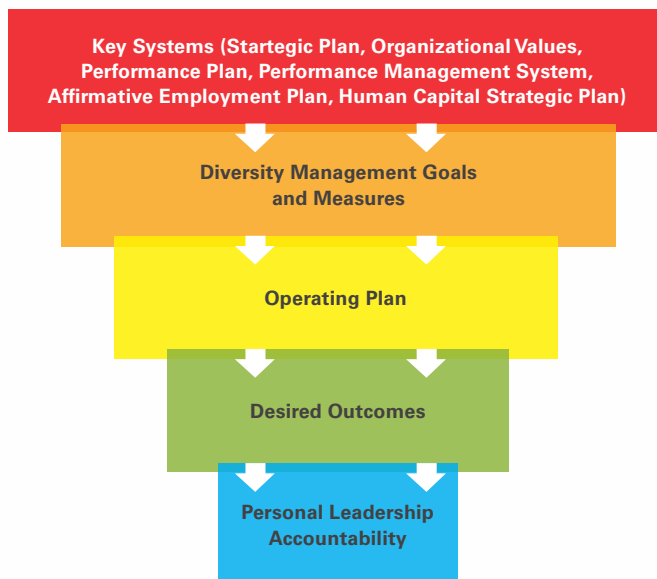 Key Systems (Startegic Plan, Organizational Values,
Performance Plan, Performance Management System,
Affirmative Employment Plan, Human Capital Strategic Plan)
Diversity Management Goals
and Measures
Operating Plan
Desired Outcomes
Personal Leadership
Accountability